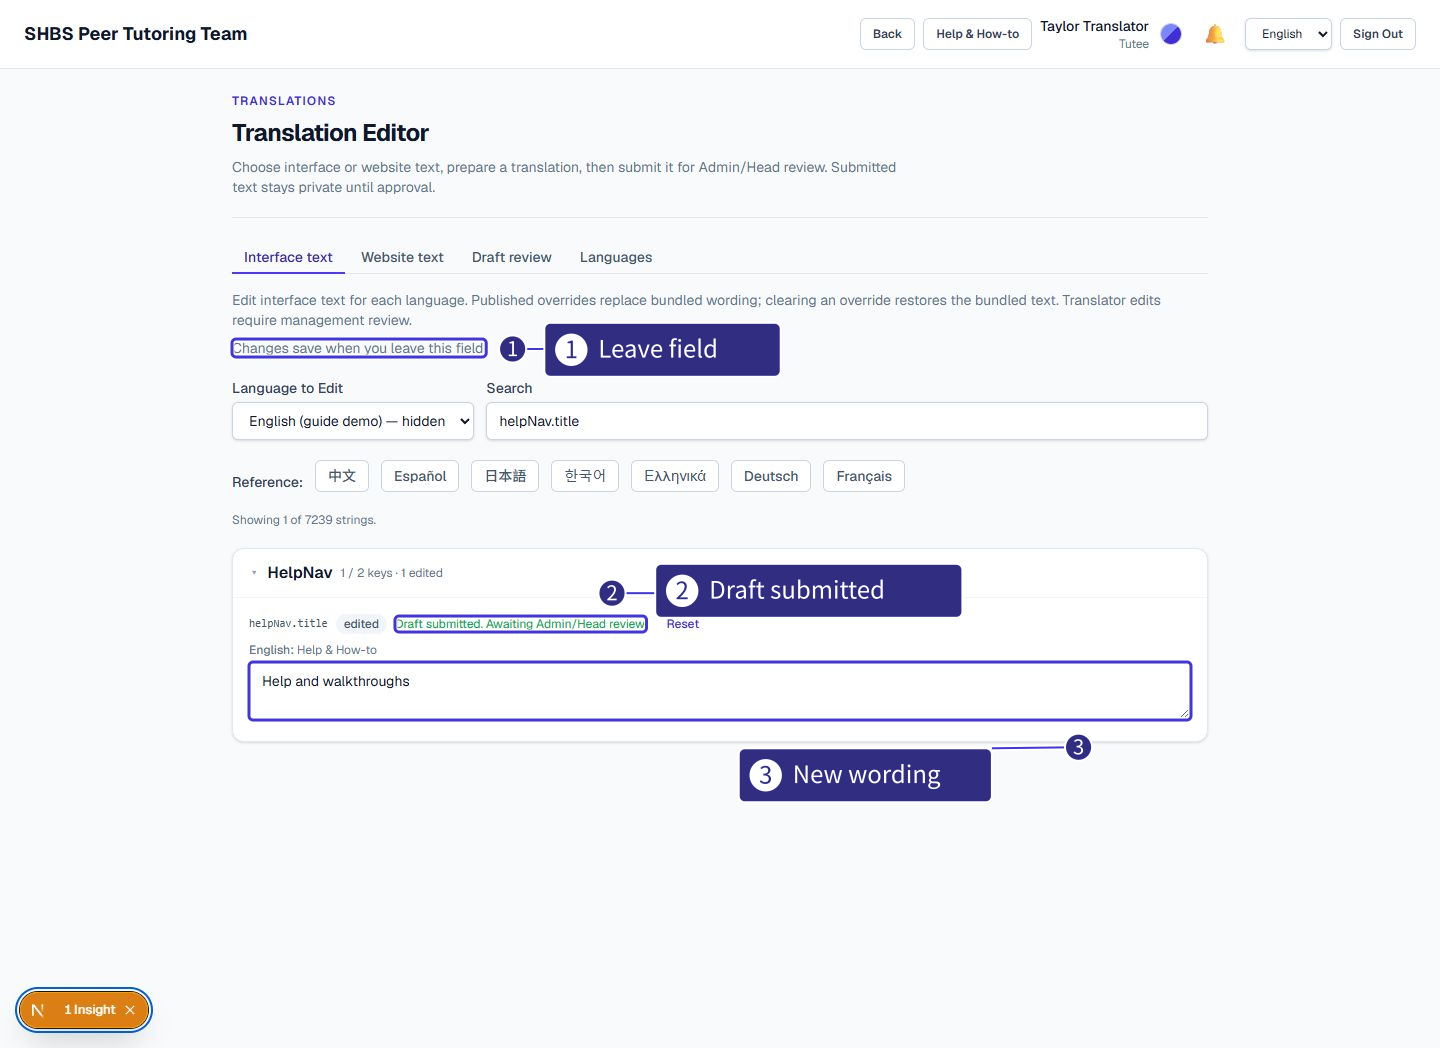 SHBS Peer Tutoring Team
Back
Help & How-to
Taylor Translator
Tutee
English
Sign Out
TRANSLATIONS
Translation Editor
Choose interface or website text, prepare a translation, then submit it for Admin/Head review. Submitted
text stays private until approval.
Interface text
Website text
Draft review
Languages
Edit interface text for each language. Published overrides replace bundled wording; clearing an override restores the bundled text. Translator edits
require management review.
Changes save when you leave this field
1
1 Leave field
Language to Edit
Search
English (guide demo) — hidden
helpNav.title
Reference:
中文
Español
日本語
한국어
Ελληνικά
Deutsch
Français
Showing 1 of 7239 strings.
HelpNav 1 / 2 keys · 1 edited
2
2 Draft submitted
helpNav.title edited Draft submitted. Awaiting Admin/Head review Reset
English: Help & How-to
Help and walkthroughs
3
3 New wording
N 1 Insight